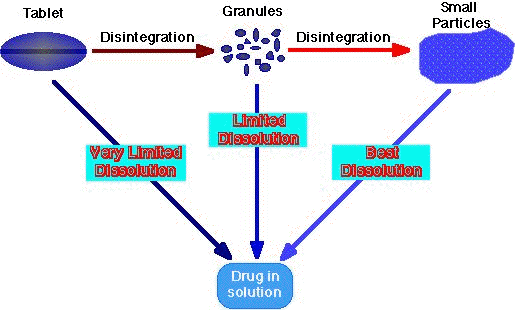 Tablet
Granules
Small
Particles
Disintegration
Disintegration
Very Limited
Dissolution
Limited
Dissolution
Best
Dissolution
Drug in
solution